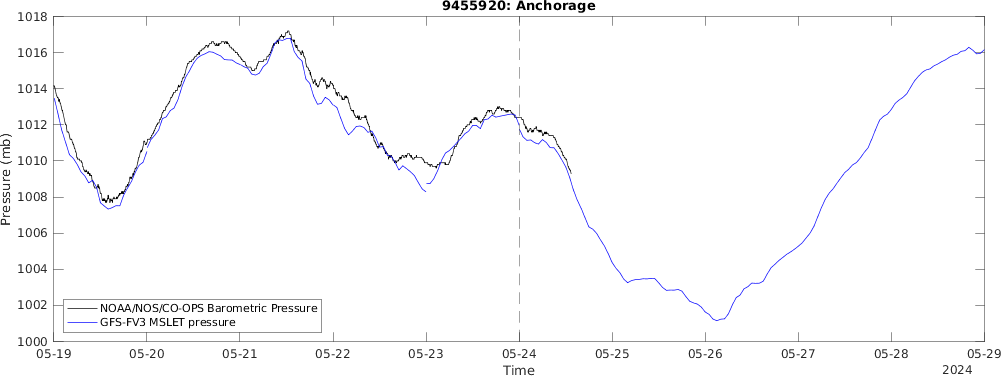 9455920: Anchorage
1018
1016
1014
1012
1010
1008
1006
1004
1002
1000
Pressure (mb)
NOAA/NOS/CO-OPS Barometric Pressure
GFS-FV3 MSLET pressure
05-19 05-20 05-21 05-22 05-23 05-24 05-25 05-26 05-27 05-28 05-29
Time
2024